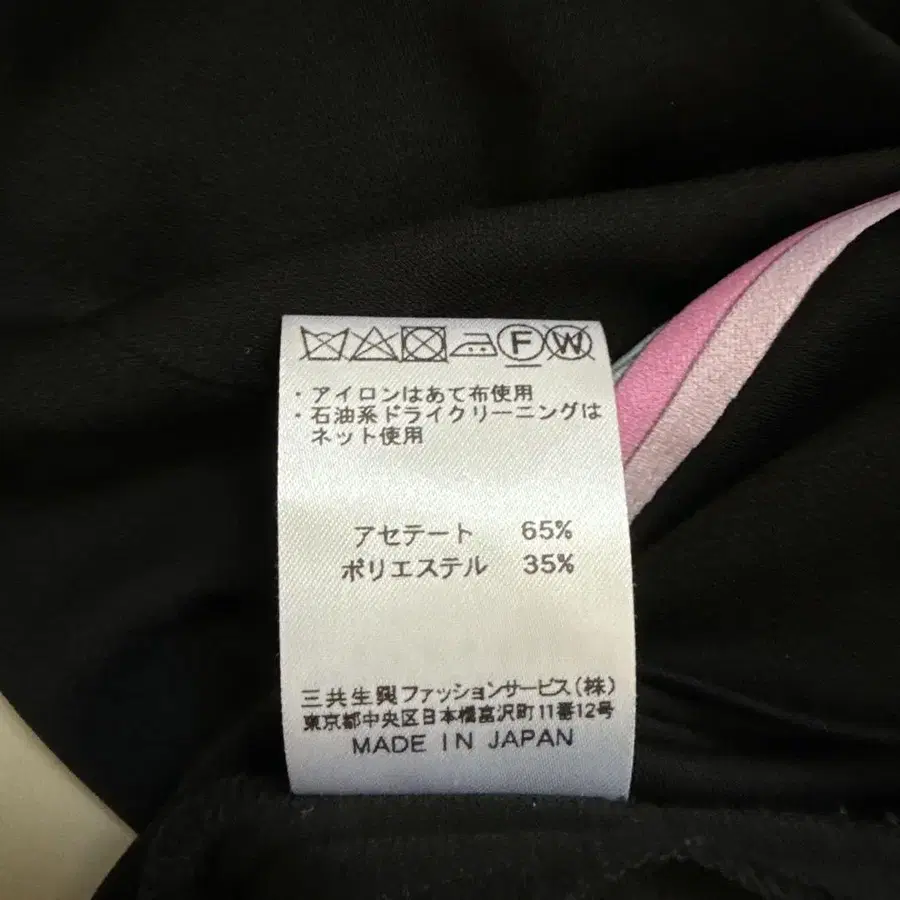 F W
・アイロンはあて布使用
・石油系ドライクリーニングは
ネット使用
アセテート 65%
ポリエステル 35%
三共生興ファッションサービス(株)
東京都中央区日本橋富沢町11番12号
MADE IN JAPAN